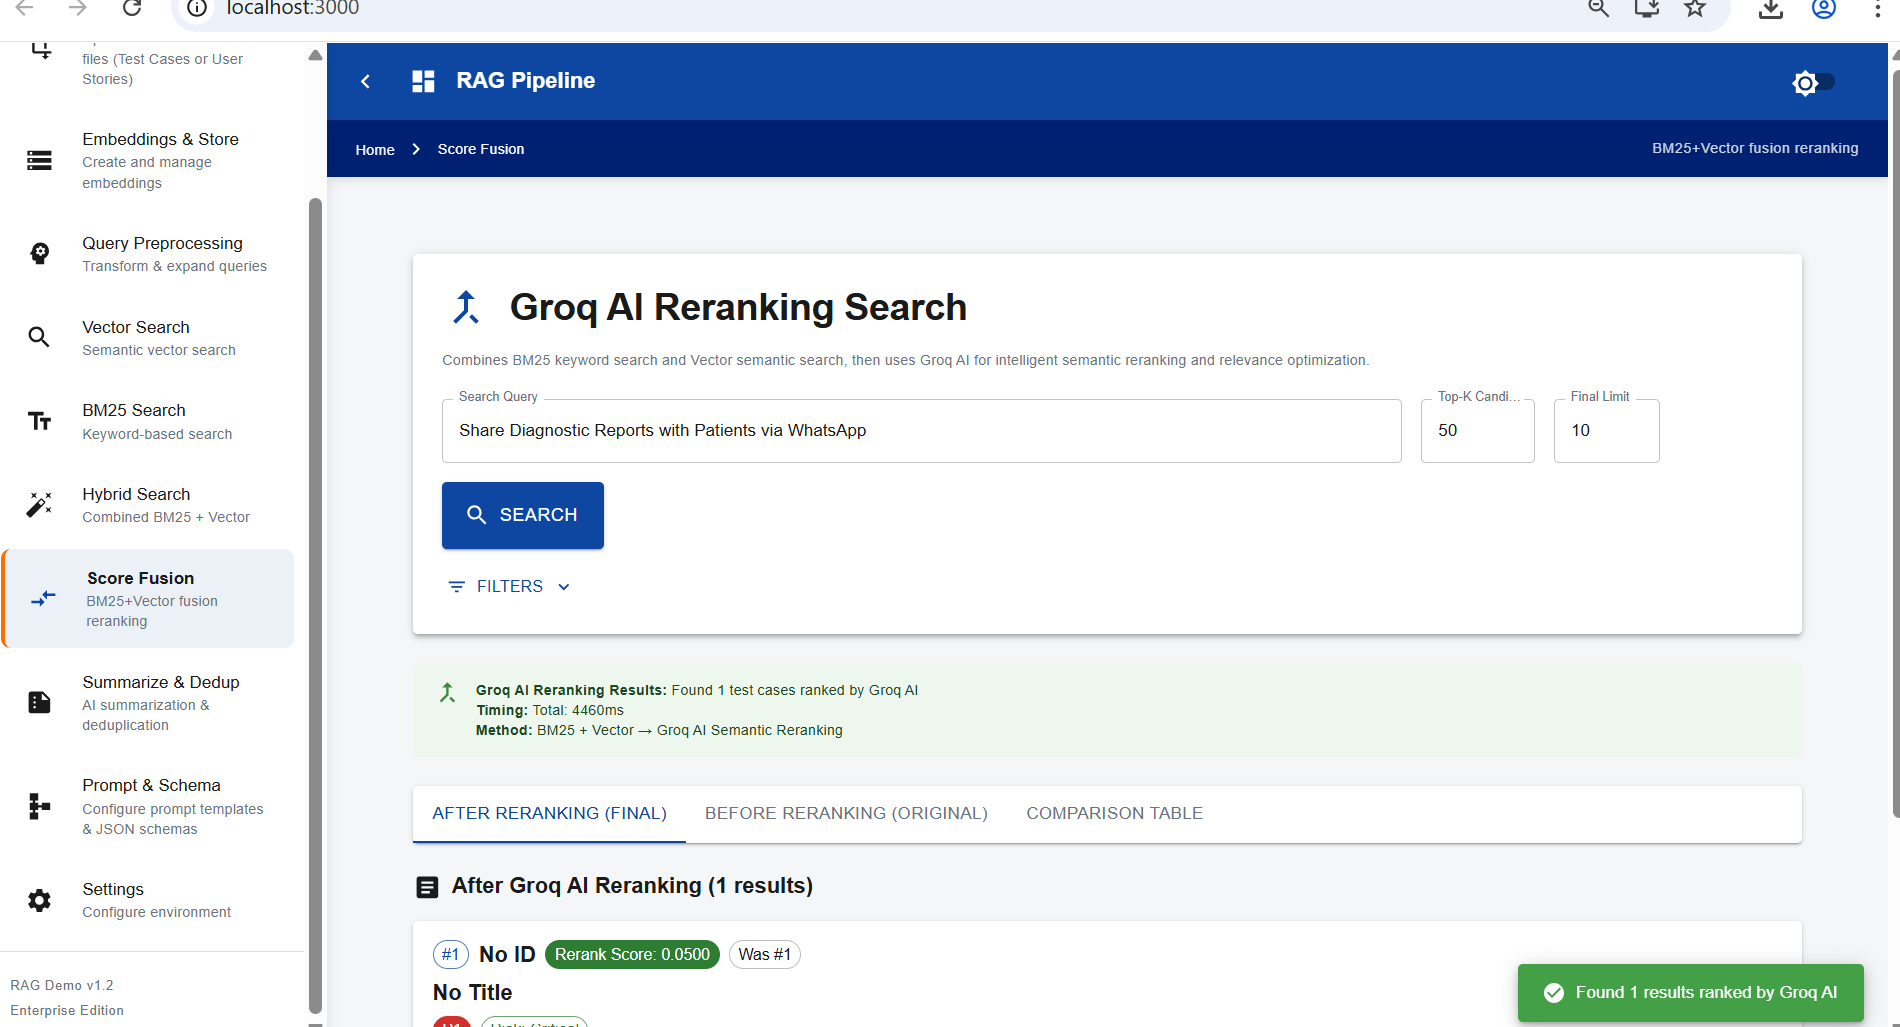 localhost:3000
files (Test Cases or User
Stories)
Embeddings & Store
Create and manage
embeddings
Query Preprocessing
Transform & expand queries
Vector Search
Semantic vector search
BM25 Search
Keyword-based search
Hybrid Search
Combined BM25 + Vector
Score Fusion
BM25+Vector fusion
reranking
Summarize & Dedup
AI summarization &
deduplication
Prompt & Schema
Configure prompt templates
& JSON schemas
Settings
Configure environment
RAG Demo v1.2
Enterprise Edition
RAG Pipeline
Home
Score Fusion
BM25+Vector fusion reranking
Groq AI Reranking Search
Combines BM25 keyword search and Vector semantic search, then uses Groq AI for intelligent semantic reranking and relevance optimization.
Search Query
Share Diagnostic Reports with Patients via WhatsApp
Top-K Candi...
50
Final Limit
10
SEARCH
FILTERS
Groq AI Reranking Results: Found 1 test cases ranked by Groq AI
Timing: Total: 4460ms
Method: BM25 + Vector → Groq AI Semantic Reranking
AFTER RERANKING (FINAL)
BEFORE RERANKING (ORIGINAL)
COMPARISON TABLE
After Groq AI Reranking (1 results)
#1
No ID
Rerank Score: 0.0500
Was #1
No Title
Found 1 results ranked by Groq AI